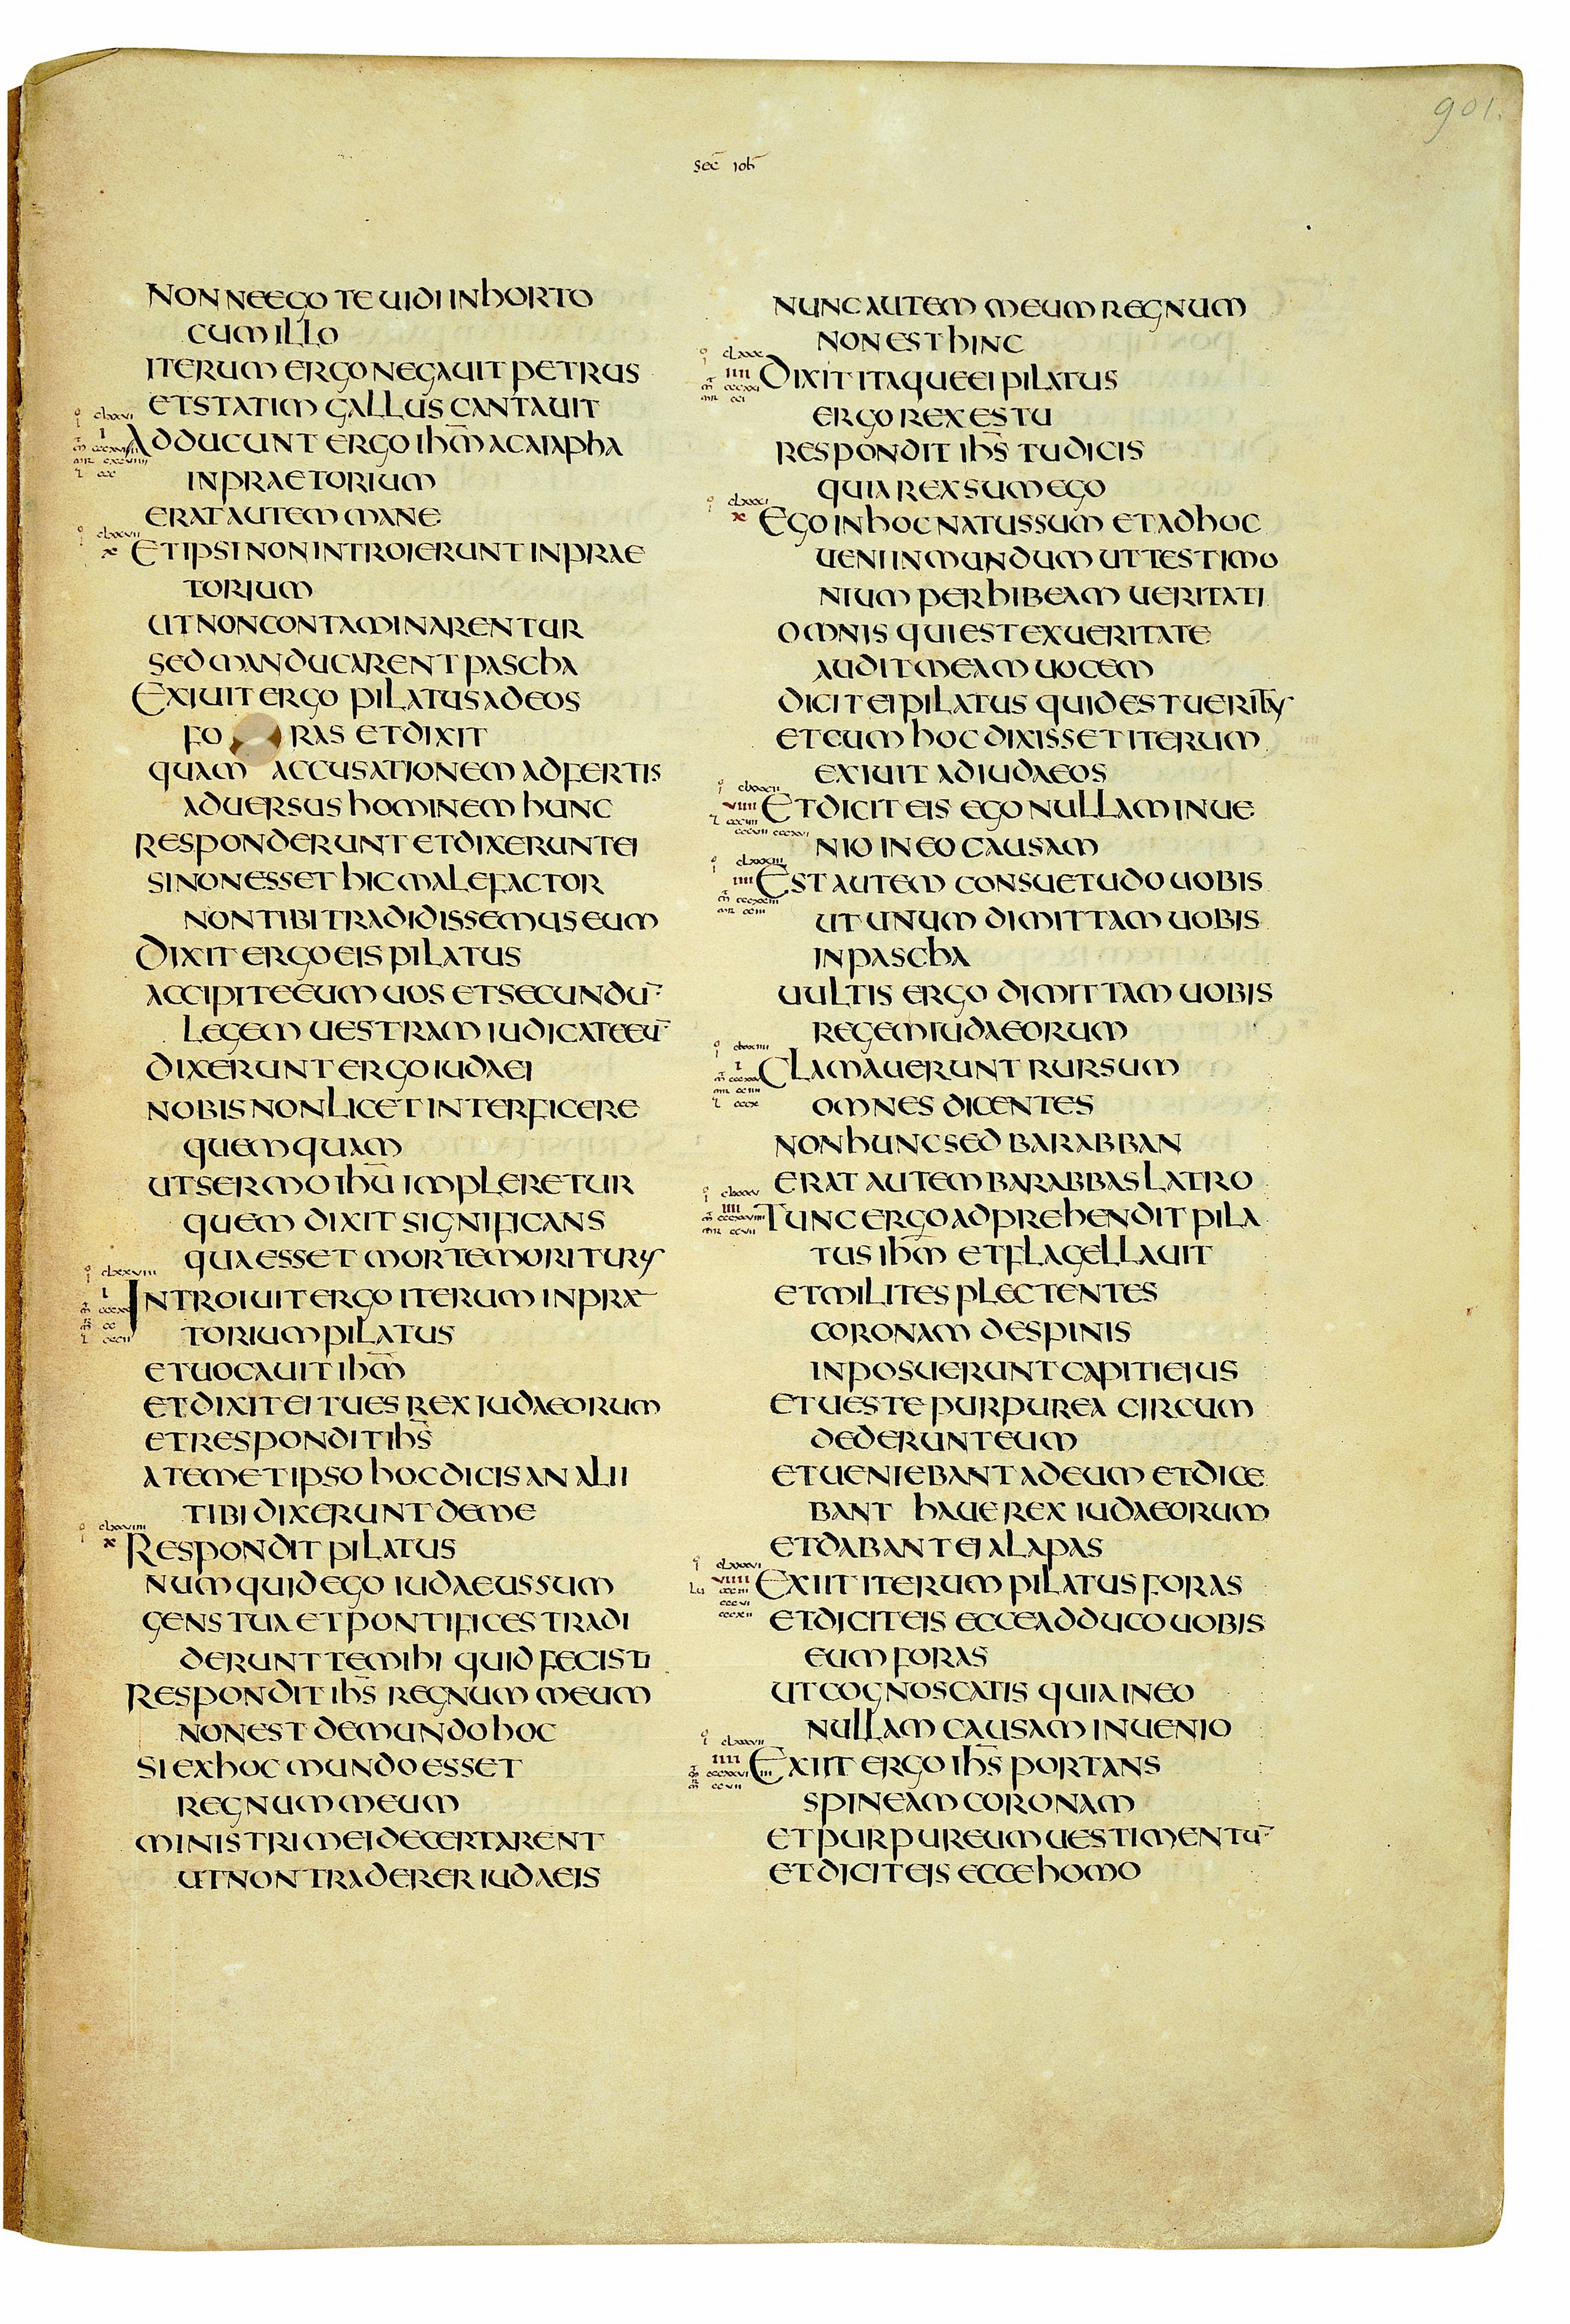 901.
sec̄ ioh̄
NON NE EGO TE UIDI IN HORTO
CUM ILLO
ITERUM ERGO NEGAUIT PETRUS
ET STATIM GALLUS CANTAUIT
ADDUCUNT ERGO IHM̄ A CAIAPHA
IN PRAETORIUM
ERAT AUTEM MANE
ET IPSI NON INTROIERUNT IN PRAE
TORIUM
UT NON CONTAMINARENTUR
SED MANDUCARENT PASCHA
EXIUIT ERGO PILATUS AD EOS
FO RAS ET DIXIT
QUAM ACCUSATIONEM ADFERTIS
ADUERSUS HOMINEM HUNC
RESPONDERUNT ET DIXERUNT EI
SI NON ESSET HIC MALEFACTOR
NON TIBI TRADIDISSEMUS EUM
DIXIT ERGO EIS PILATUS
ACCIPITE EUM UOS ET SECUNDU̅
LEGEM UESTRAM IUDICATE EU̅
DIXERUNT ERGO IUDAEI
NOBIS NON LICET INTERFICERE
QUEMQUAM
UT SERMO IHU̅ IMPLERETUR
QUEM DIXIT SIGNIFICANS
QUA ESSET MORTE MORITURUS
INTROIUIT ERGO ITERUM IN PRAE
TORIUM PILATUS
ET UOCAUIT IHM̄
ET DIXIT EI TU ES REX IUDAEORUM
ET RESPONDIT IHS̄
A TEMET IPSO HOC DICIS AN ALII
TIBI DIXERUNT DE ME
RESPONDIT PILATUS
NUMQUID EGO IUDAEUS SUM
GENS TUA ET PONTIFICES TRADI
DERUNT TE MIHI QUID FECISTI
RESPONDIT IHS̄ REGNUM MEUM
NON EST DE MUNDO HOC
SI EX HOC MUNDO ESSET
REGNUM MEUM
MINISTRI MEI DECERTARENT
UT NON TRADERER IUDAEIS
NUNC AUTEM MEUM REGNUM
NON EST HINC
DIXIT ITAQUE EI PILATUS
ERGO REX ES TU
RESPONDIT IHS̄ TU DICIS
QUIA REX SUM EGO
EGO IN HOC NATUS SUM ET AD HOC
UENI IN MUNDUM UT TESTIMO
NIUM PERHIBEAM UERITATI
OMNIS QUI EST EX UERITATE
AUDIT MEAM UOCEM
DICIT EI PILATUS QUID EST UERITAS
ET CUM HOC DIXISSET ITERUM
EXIUIT AD IUDAEOS
ET DICIT EIS EGO NULLAM INUE
NIO IN EO CAUSAM
EST AUTEM CONSUETUDO UOBIS
UT UNUM DIMITTAM UOBIS
IN PASCHA
UULTIS ERGO DIMITTAM UOBIS
REGEM IUDAEORUM
CLAMAUERUNT RURSUM
OMNES DICENTES
NON HUNC SED BARABBAN
ERAT AUTEM BARABBAS LATRO
TUNC ERGO ADPREHENDIT PILA
TUS IHM̄ ET FLAGELLAUIT
ET MILITES PLECTENTES
CORONAM DE SPINIS
INPOSUERUNT CAPITI EIUS
ET UESTE PURPUREA CIRCUM
DEDERUNT EUM
ET UENIEBANT AD EUM ET DICE
BANT HAUE REX IUDAEORUM
ET DABANT EI ALAPAS
EXIIT ITERUM PILATUS FORAS
ET DICIT EIS ECCE ADDUCO UOBIS
EUM FORAS
UT COGNOSCATIS QUIA IN EO
NULLAM CAUSAM INUENIO
EXIIT ERGO IHS̄ PORTANS
SPINEAM CORONAM
ET PURPUREUM UESTIMENTU̅
ET DICIT EIS ECCE HOMO